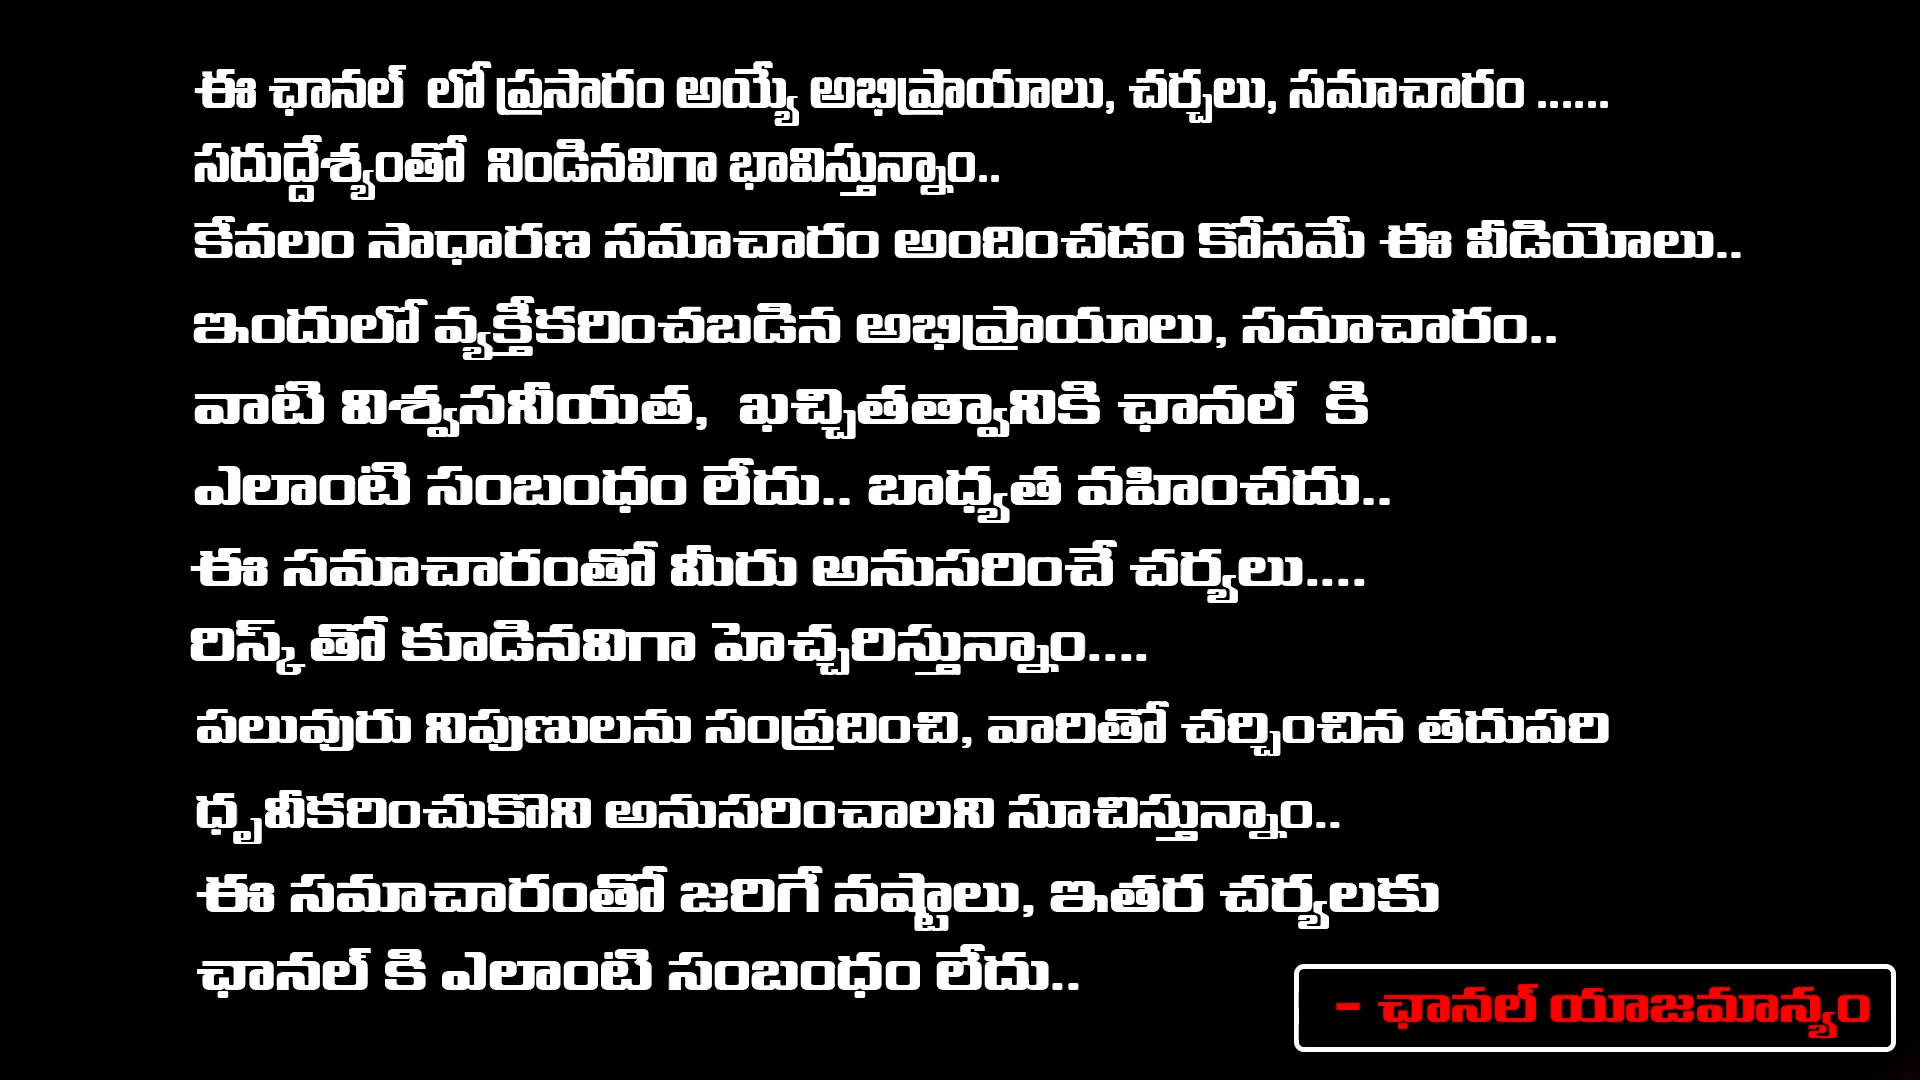 ఈ ఛానల్ లో ప్రసారం అయ్యే అభిప్రాయాలు, చర్చలు, సమాచారం ......
సదుద్దేశ్యంతో నిండినవిగా భావిస్తున్నాం..
కేవలం సాధారణ సమాచారం అందించడం కోసమే ఈ వీడియోలు..
ఇందులో వ్యక్తీకరించబడిన అభిప్రాయాలు, సమాచారం..
వాటి విశ్వసనీయత, ఖచ్చితత్వానికి ఛానల్ కి
ఎలాంటి సంబంధం లేదు.. బాధ్యత వహించదు..
ఈ సమాచారంతో మీరు అనుసరించే చర్యలు....
రిస్క్ తో కూడినవిగా హెచ్చరిస్తున్నాం....
పలువురు నిపుణులను సంప్రదించి, వారితో చర్చించిన తదుపరి
ధృవీకరించుకొని అనుసరించాలని సూచిస్తున్నాం..
ఈ సమాచారంతో జరిగే నష్టాలు, ఇతర చర్యలకు
ఛానల్ కి ఎలాంటి సంబంధం లేదు..
- ఛానల్ యాజమాన్యం